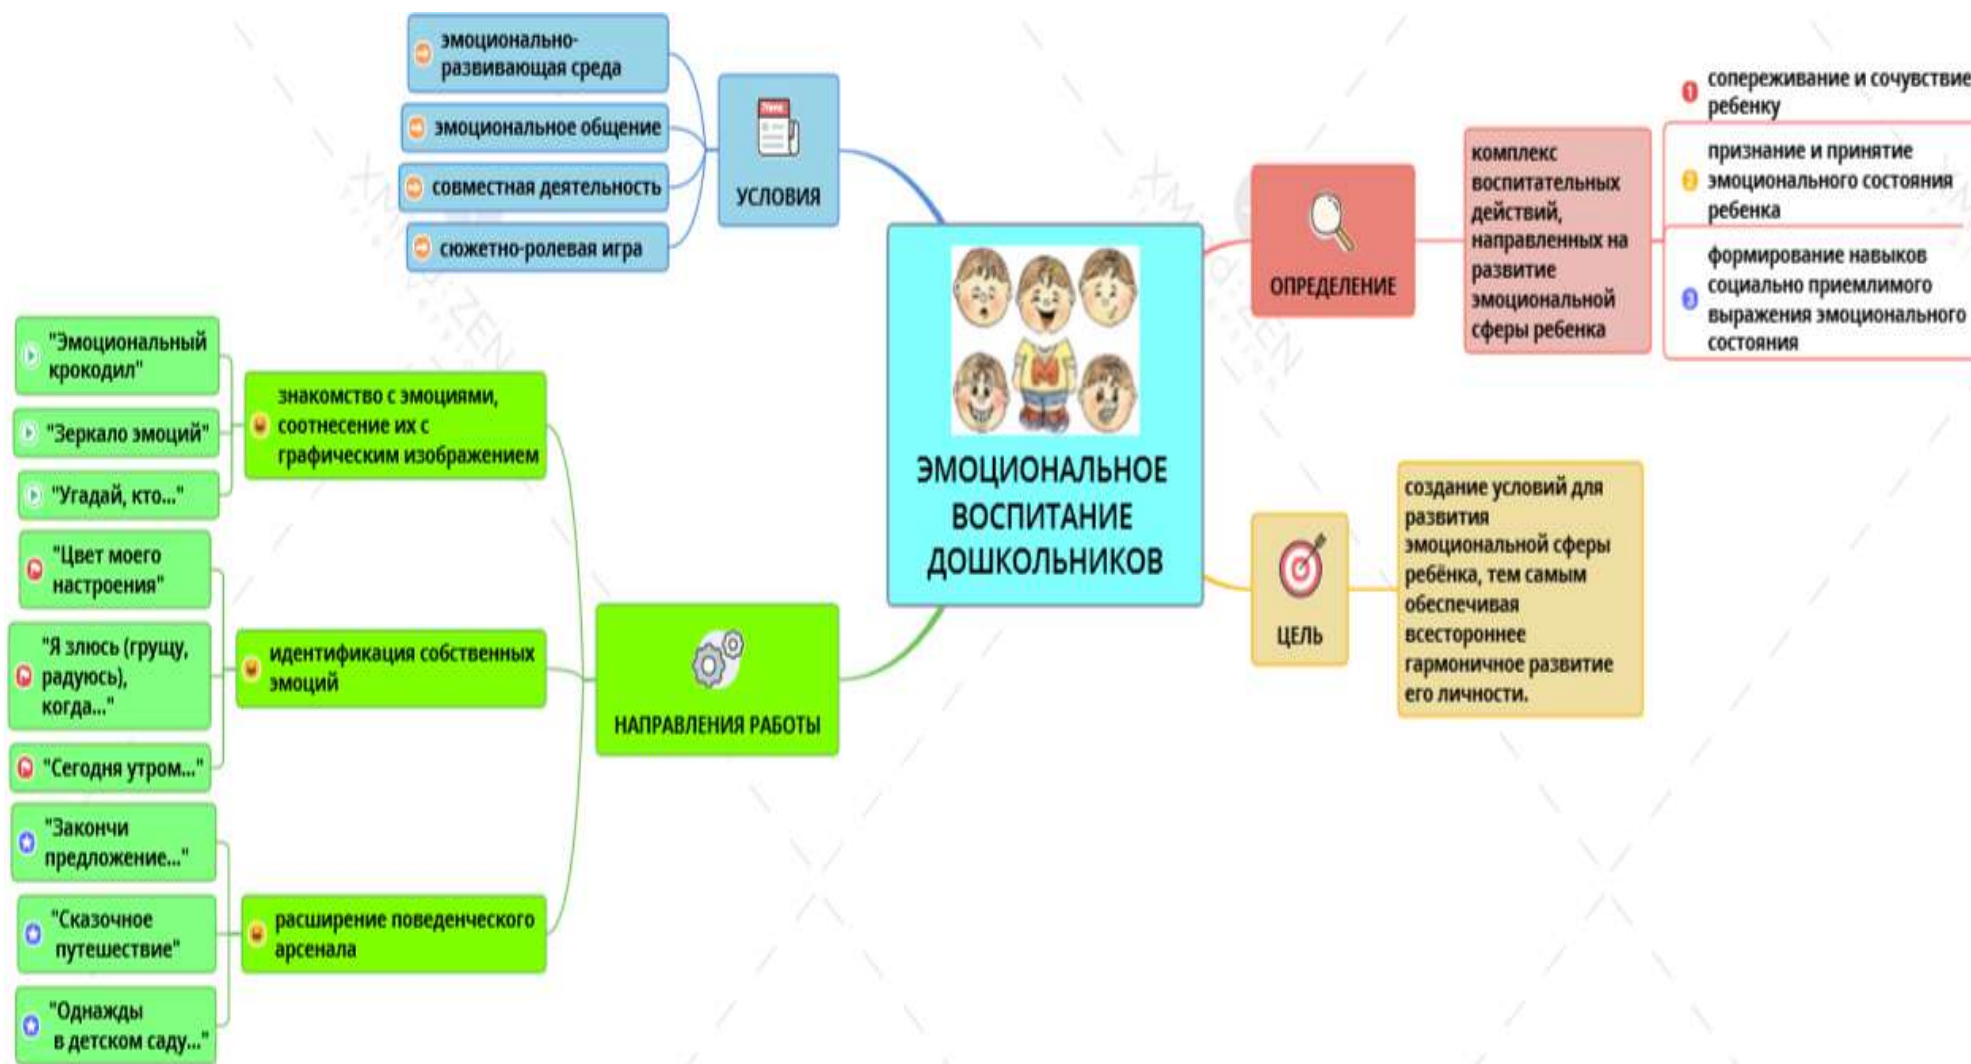 эмоционально-
развивающая среда
эмоциональное общение
совместная деятельность
сюжетно-ролевая игра
УСЛОВИЯ
сопереживание и сочувствие
ребенку
признание и принятие
эмоционального состояния
ребенка
формирование навыков
социально приемлимого
выражения эмоционального
состояния
комплекс
воспитательных
действий,
направленных на
развитие
эмоциональной
сферы ребенка
ОПРЕДЕЛЕНИЕ
ЭМОЦИОНАЛЬНОЕ
ВОСПИТАНИЕ
ДОШКОЛЬНИКОВ
"Эмоциональный
крокодил"
"Зеркало эмоций"
"Угадай, кто..."
знакомство с эмоциями,
соотнесение их с
графическим изображением
"Цвет моего
настроения"
"Я злюсь (грущу,
радуюсь),
когда..."
"Сегодня утром..."
идентификация собственных
эмоций
НАПРАВЛЕНИЯ РАБОТЫ
"Закончи
предложение..."
"Сказочное
путешествие"
"Однажды
в детском саду..."
расширение поведенческого
арсенала
ЦЕЛЬ
создание условий для
развития
эмоциональной сферы
ребёнка, тем самым
обеспечивая
всестороннее
гармоничное развитие
его личности.
1
2
3